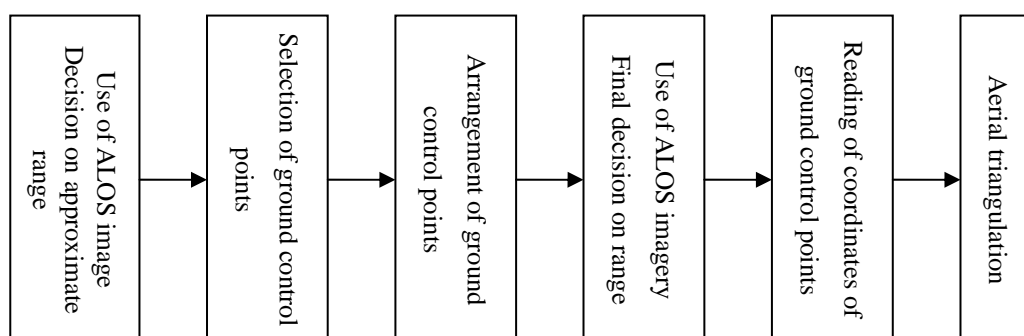 Use of ALOS image
Decision on approximate
range
Selection of ground control
points
Arrangement of ground
control points
Use of ALOS imagery
Final decision on range
Reading of coordinates of
ground control points
Aerial triangulation